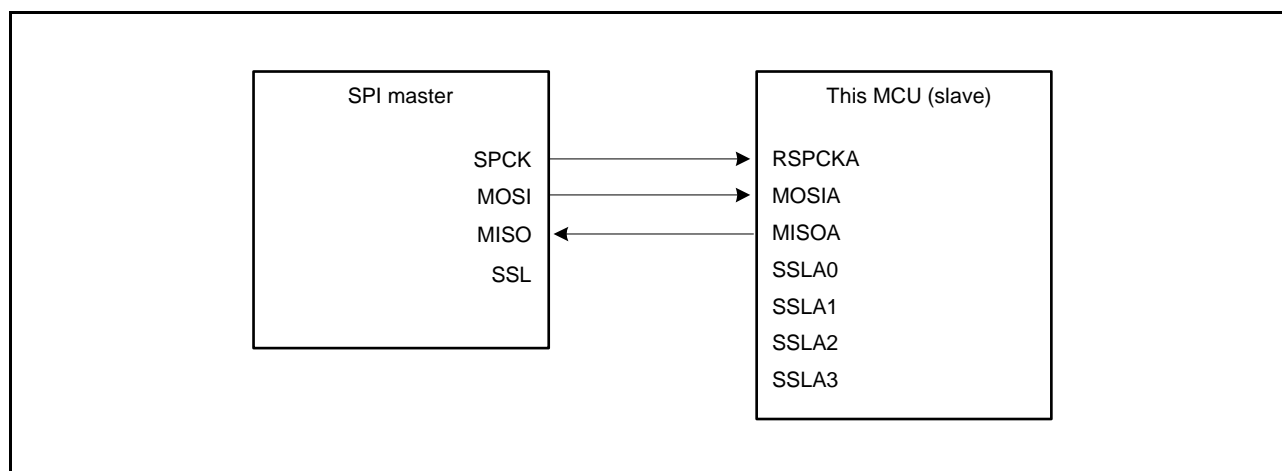 SPI master
SPCK
MOSI
MISO
SSL
This MCU (slave)
RSPCKA
MOSIA
MISOA
SSLA0
SSLA1
SSLA2
SSLA3